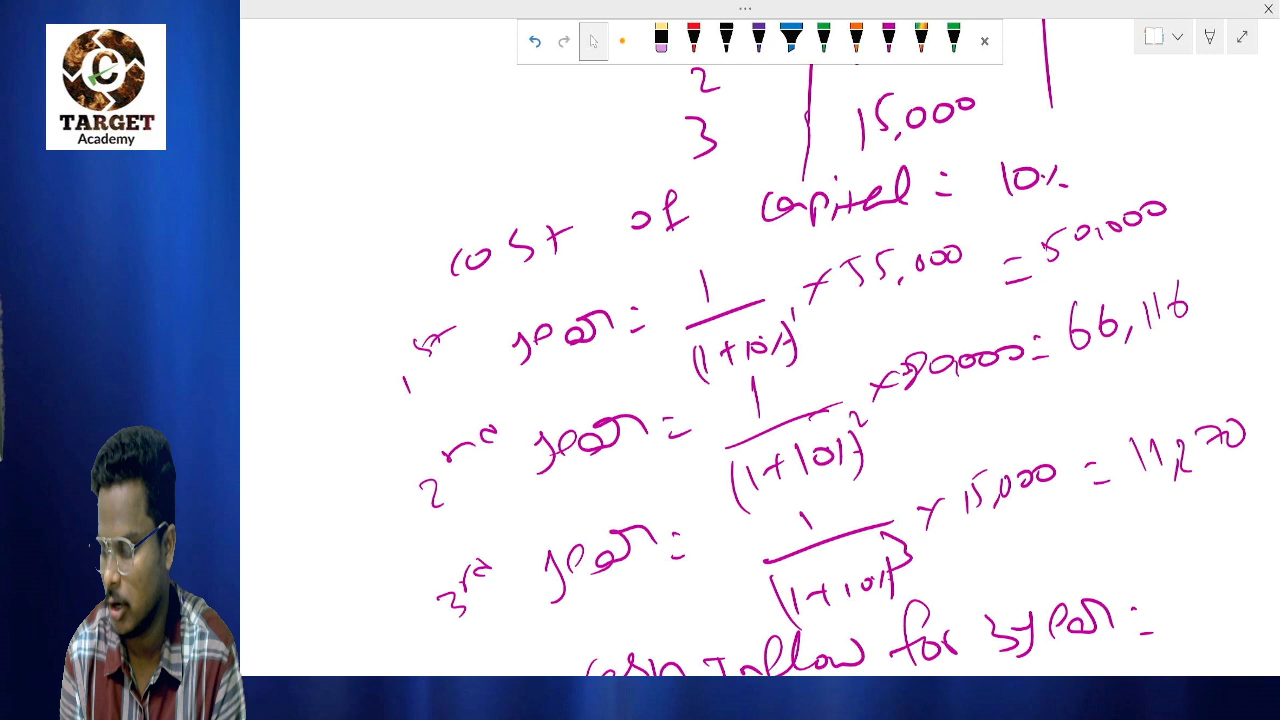 TARGET
Academy
2
3 15,000
cost of capital = 10%
1st year = 1/(1+10%)^1 × 55,000 = 50,000
2nd year = 1/(1+10%)^2 × 80,000 = 66,116
3rd year = 1/(1+10%)^3 × 15,000 = 11,270
cash Inflow for 3year =